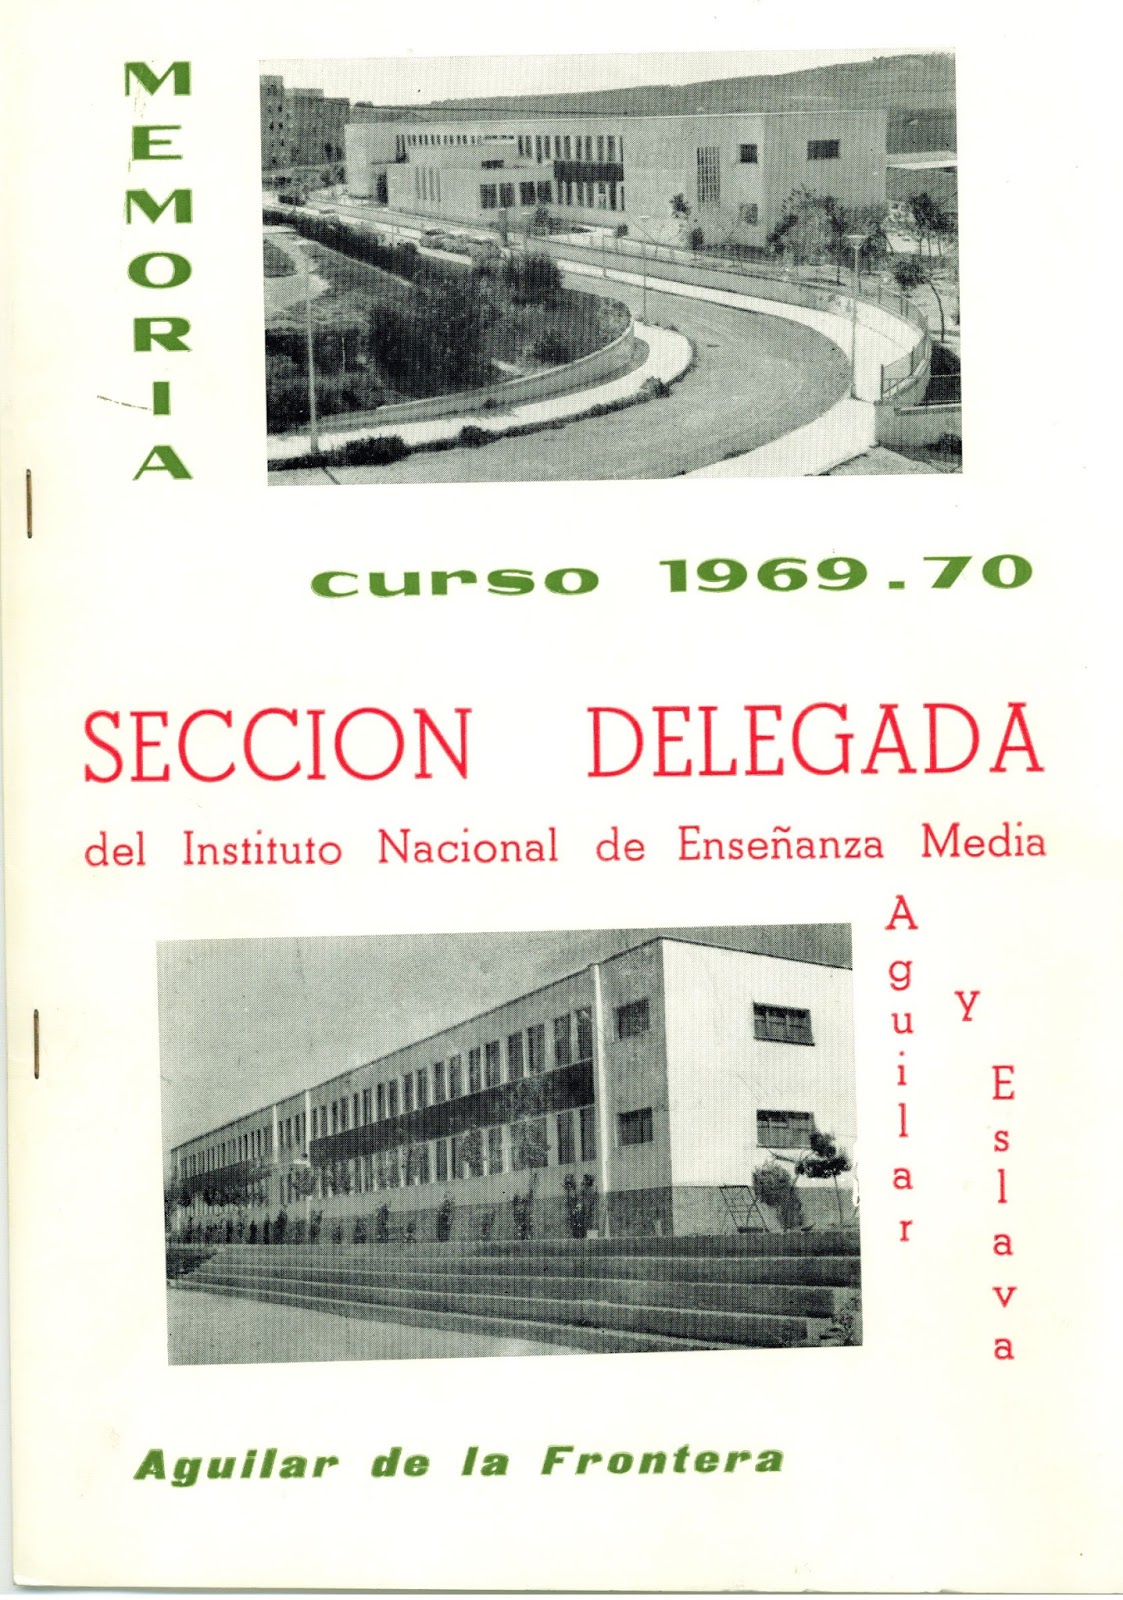 MEMORIA
curso 1969.70
SECCION DELEGADA
del Instituto Nacional de Enseñanza Media
Aguilar
y
Eslava
Aguilar de la Frontera